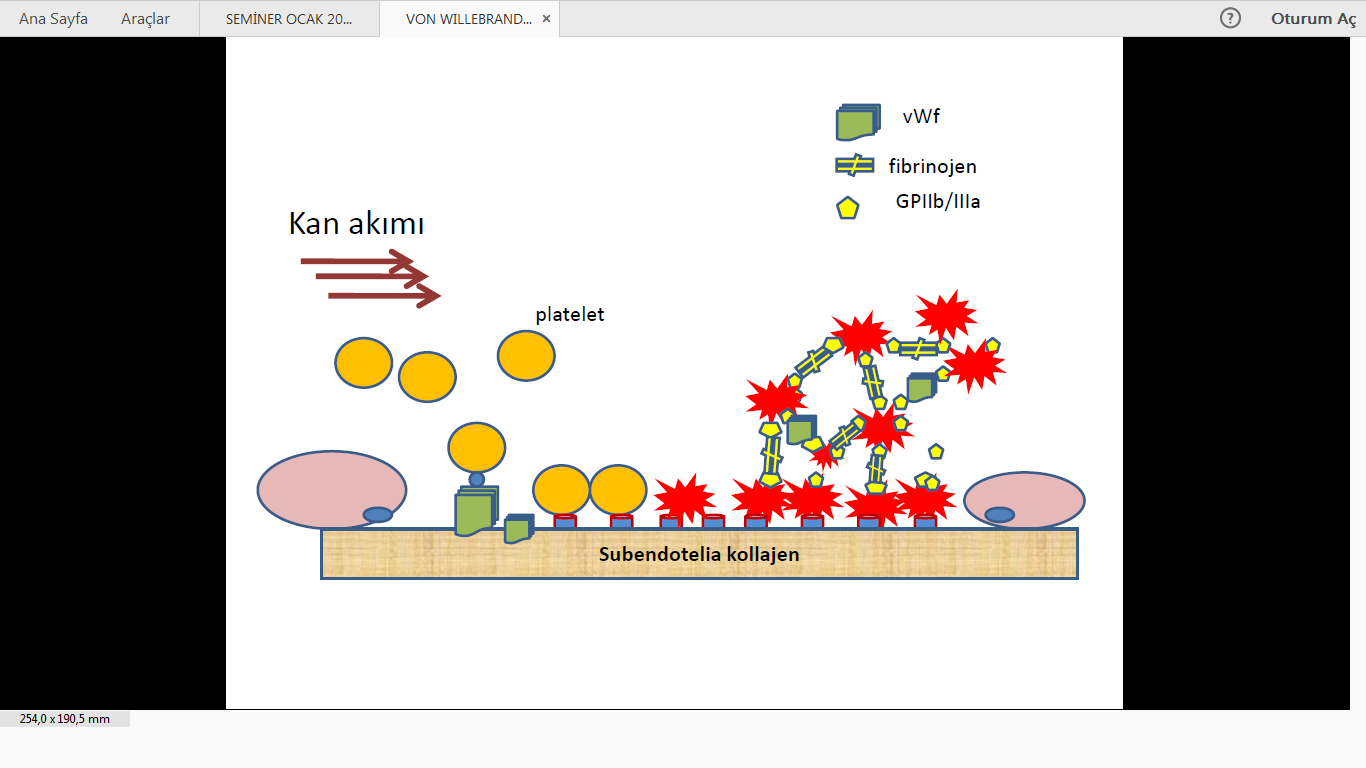 Ana Sayfa Araçlar SEMİNER OCAK 20... VON WILLEBRAND... × ? Oturum Aç
vWf
fibrinojen
GPIIb/IIIa
Kan akımı
platelet
Subendotelia kollajen
254,0 x 190,5 mm